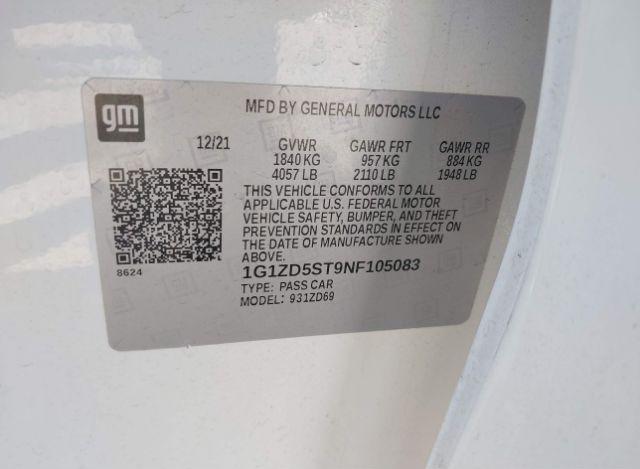 gm
MFD BY GENERAL MOTORS LLC
12/21 GVWR GAWR FRT GAWR RR
1840 KG 957 KG 884 KG
4057 LB 2110 LB 1948 LB
THIS VEHICLE CONFORMS TO ALL
APPLICABLE U.S. FEDERAL MOTOR
VEHICLE SAFETY, BUMPER, AND THEFT
PREVENTION STANDARDS IN EFFECT ON
THE DATE OF MANUFACTURE SHOWN
ABOVE.
8624
1G1ZD5ST9NF105083
TYPE: PASS CAR
MODEL: 931ZD69